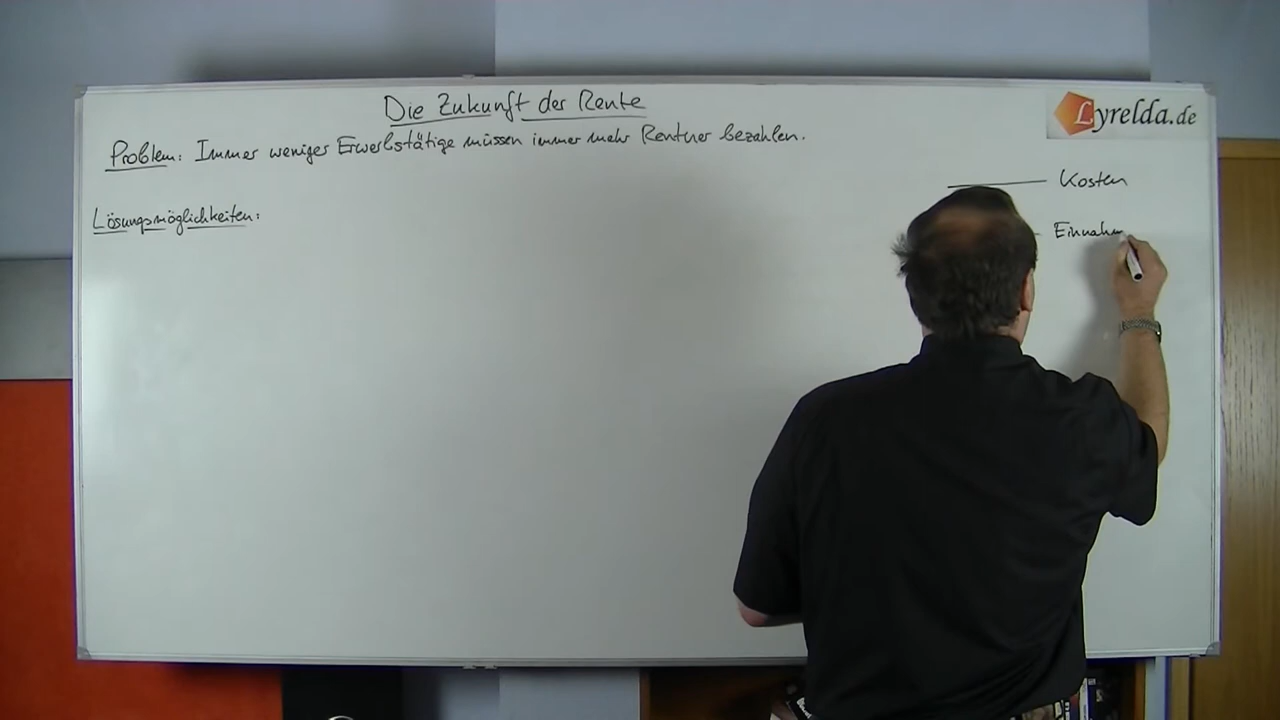 Die Zukunft der Rente
Lyrelda.de
Problem: Immer weniger Erwerbstätige müssen immer mehr Rentner bezahlen.
Kosten
Lösungsmöglichkeiten:
Einnahm